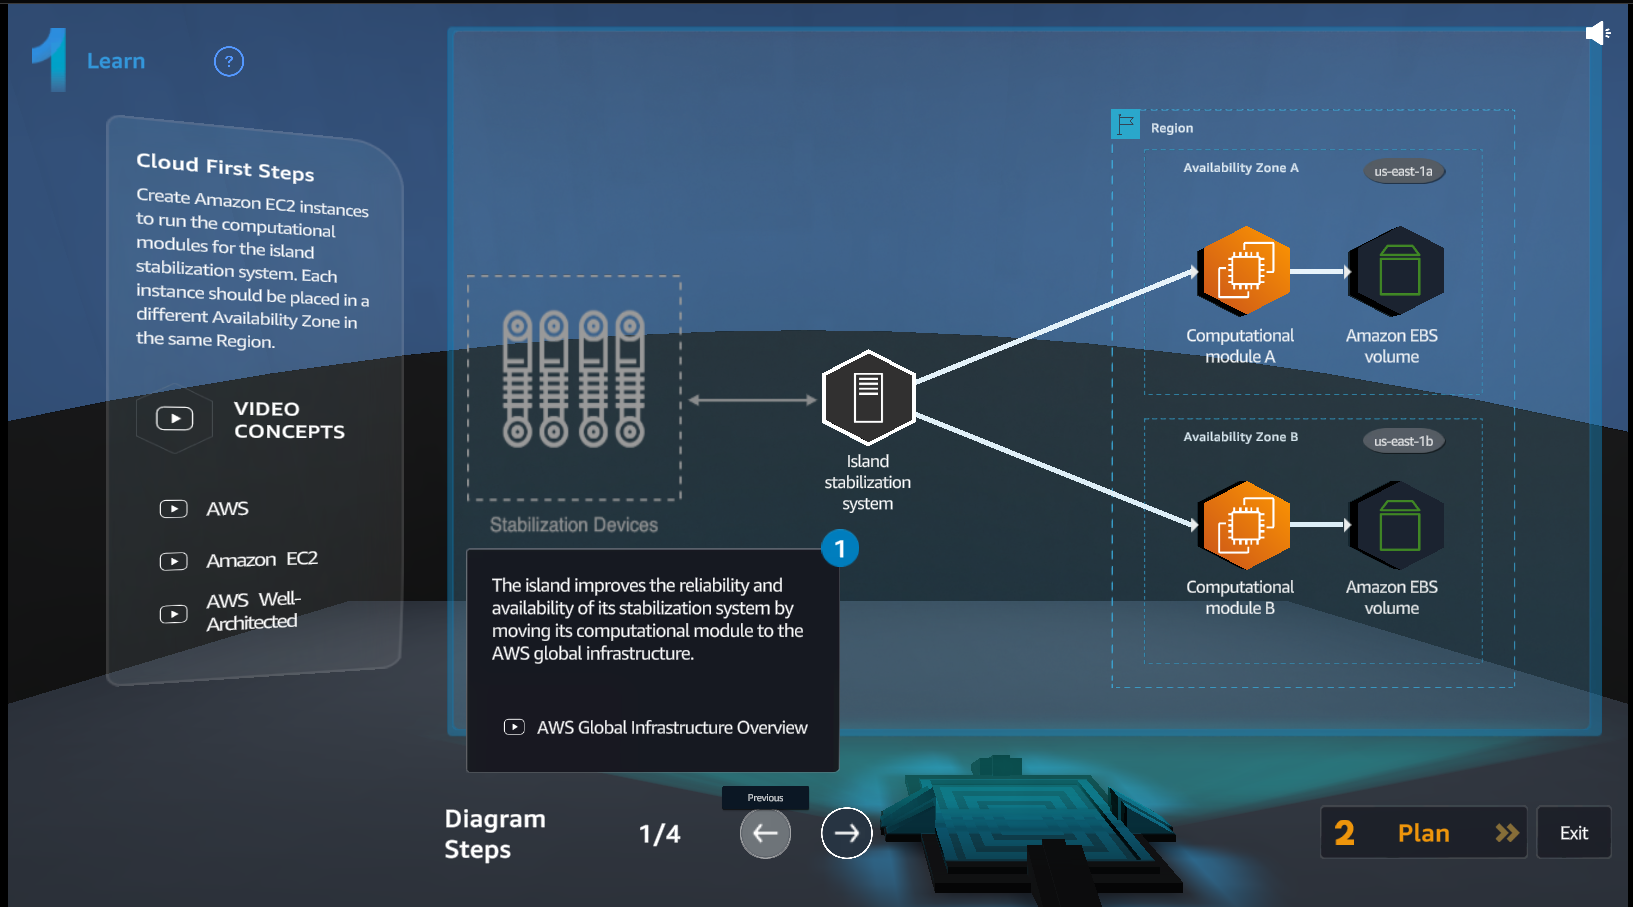 1 Learn ?
Cloud First Steps
Create Amazon EC2 instances
to run the computational
modules for the island
stabilization system. Each
instance should be placed in a
different Availability Zone in
the same Region.
VIDEO
CONCEPTS
AWS
Amazon EC2
AWS Well-
Architected
Stabilization Devices
Island
stabilization
system
Region
Availability Zone A
us-east-1a
Computational
module A
Amazon EBS
volume
Availability Zone B
us-east-1b
Computational
module B
Amazon EBS
volume
1
The island improves the reliability and
availability of its stabilization system by
moving its computational module to the
AWS global infrastructure.
AWS Global Infrastructure Overview
Diagram
Steps
1/4
Previous
2 Plan
Exit